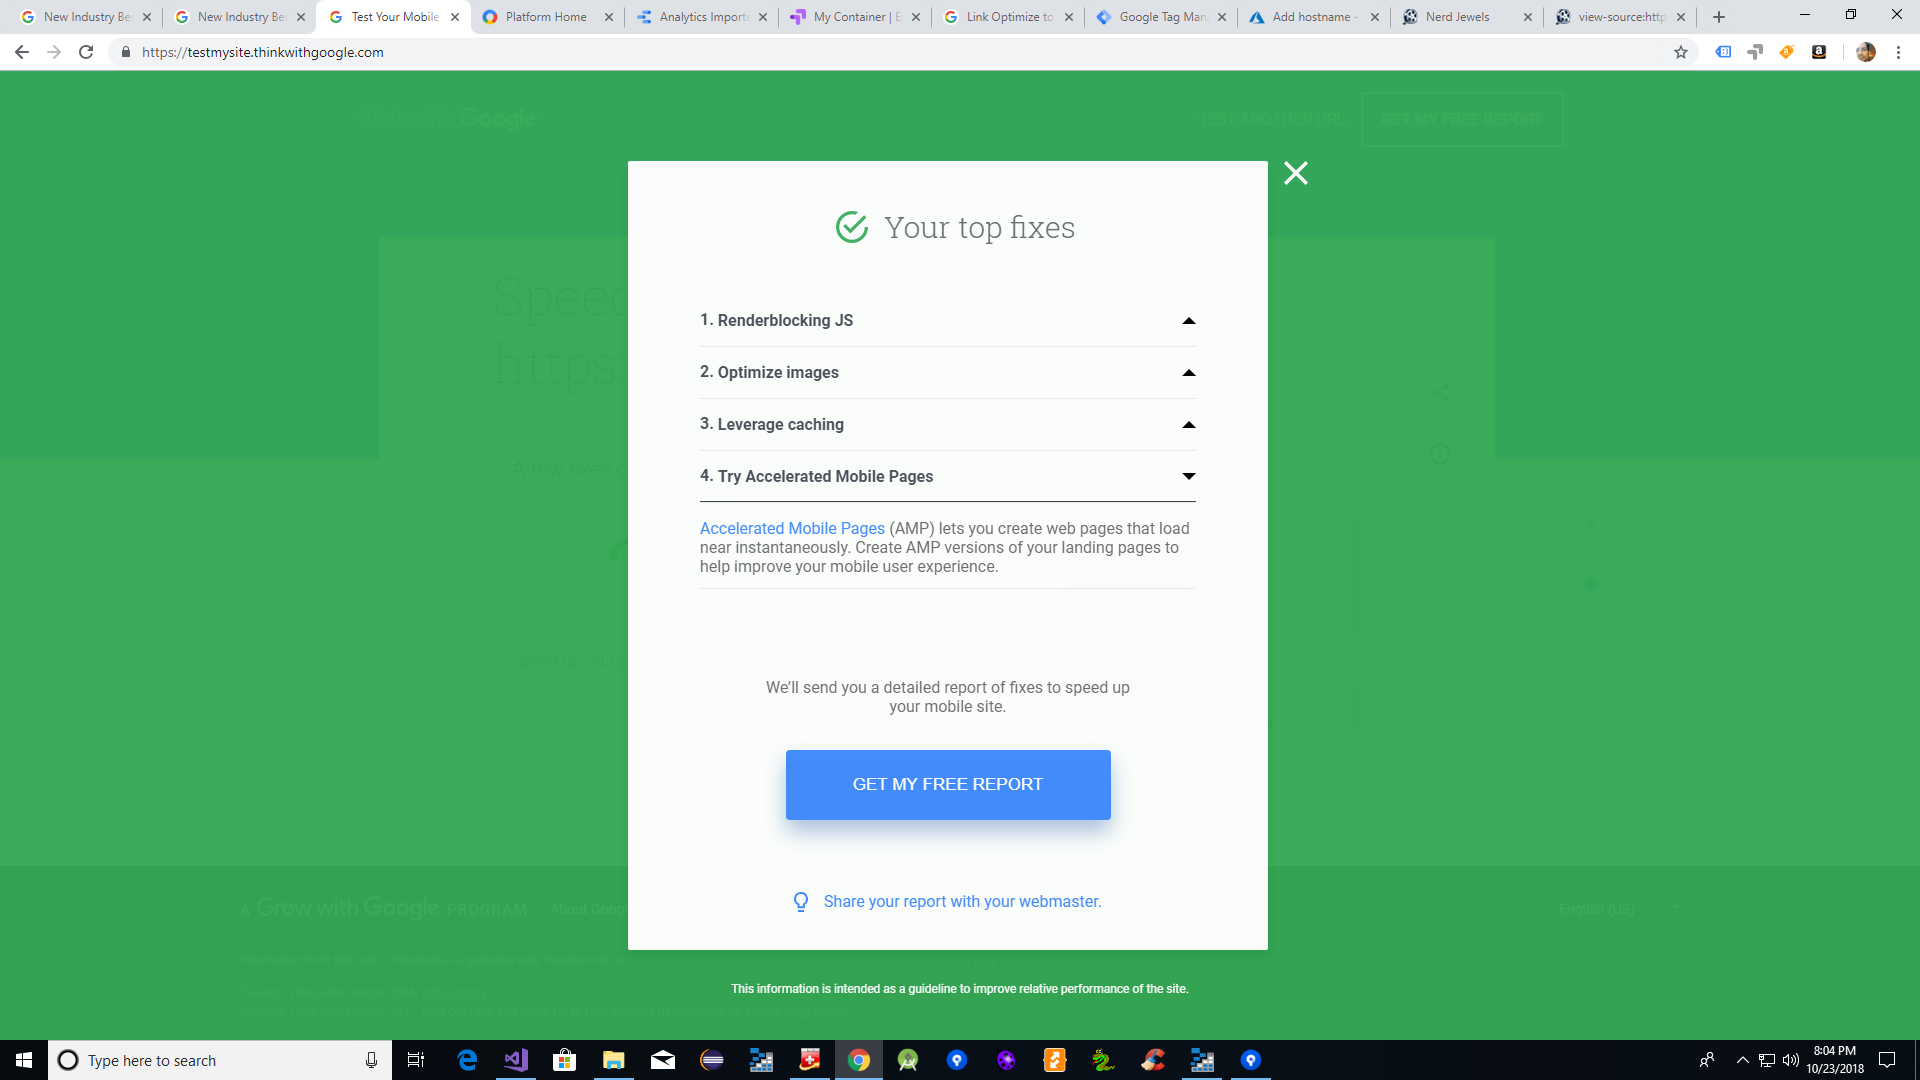 New Industry Be
New Industry Be
Test Your Mobile
Platform Home
Analytics Importe
My Container | E
Link Optimize to
Google Tag Man
Add hostname -
Nerd Jewels
view-source:http
https://testmysite.thinkwithgoogle.com
think with Google
TEST ANOTHER URL
GET MY FREE REPORT
Your top fixes
Speed
https:
1. Renderblocking JS
2. Optimize images
3. Leverage caching
A few fixes
4. Try Accelerated Mobile Pages
Accelerated Mobile Pages (AMP) lets you create web pages that load
near instantaneously. Create AMP versions of your landing pages to
help improve your mobile user experience.
We'll send you a detailed report of fixes to speed up
your mobile site.
GET MY FREE REPORT
Share your report with your webmaster.
A Grow with Google PROGRAM
About Goog
English (US)
This information is intended as a guideline to improve relative performance of the site.
Type here to search
8:04 PM
10/23/2018